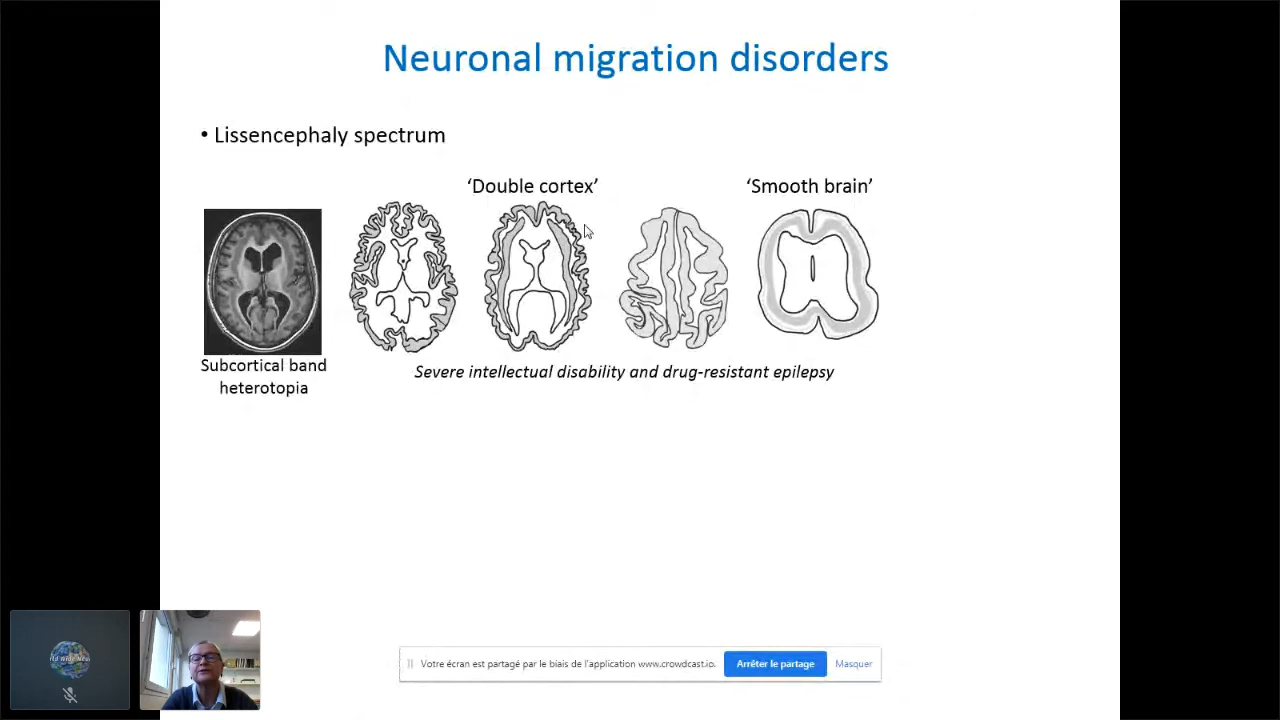 Neuronal migration disorders
• Lissencephaly spectrum
‘Double cortex’
‘Smooth brain’
Subcortical band
heterotopia
Severe intellectual disability and drug-resistant epilepsy
Votre écran est partagé par le biais de l'application www.crowdcast.io.
Arrêter le partage
Masquer